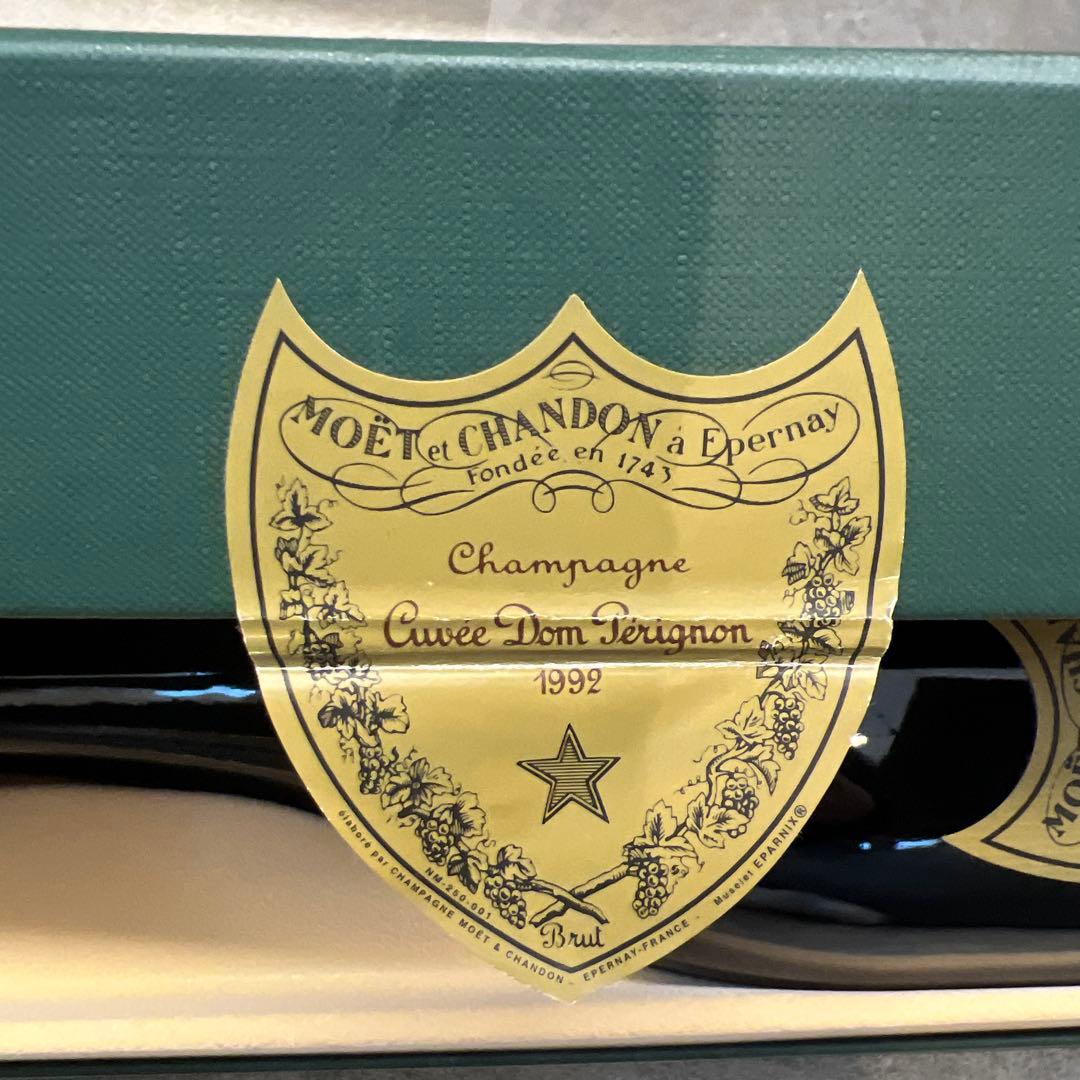 MOËT et CHANDON à Epernay
Fondée en 1743
Champagne
Cuvée Dom Pérignon
1992
Brut
NM-250-001
élaboré par CHAMPAGNE MOËT & CHANDON - EPERNAY-FRANCE - Muselet EPARNIX®
MOË